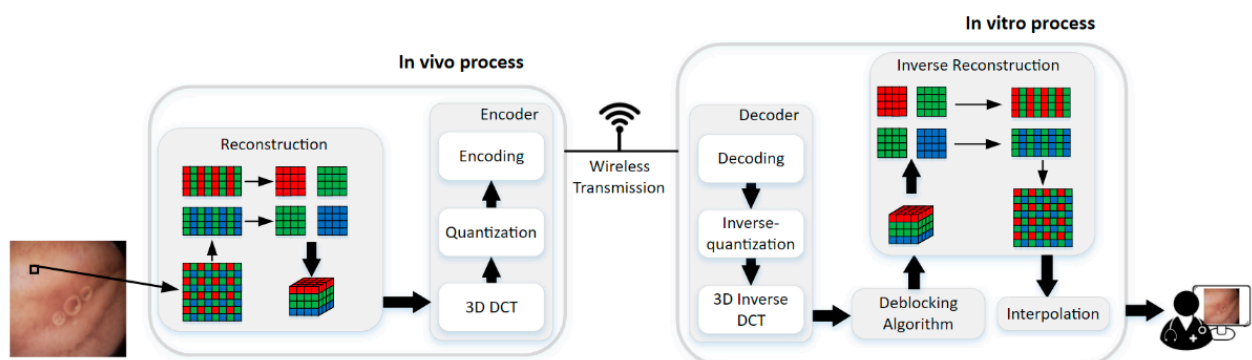 In vivo process
Reconstruction
Encoder
Encoding
Quantization
3D DCT
Wireless
Transmission
In vitro process
Decoder
Decoding
Inverse-
quantization
3D Inverse
DCT
Deblocking
Algorithm
Inverse Reconstruction
Interpolation